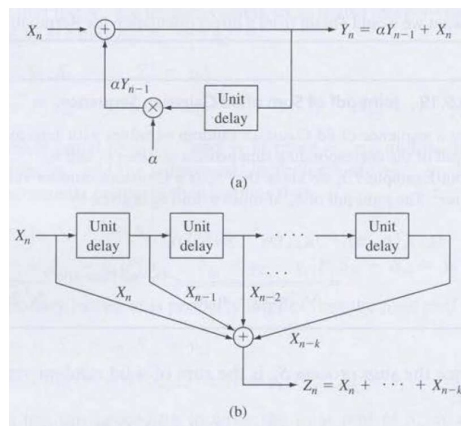 X_n
Y_n = αY_{n-1} + X_n
αY_{n-1}
Unit
delay
α
(a)
X_n
Unit
delay
Unit
delay
. . . . .
Unit
delay
X_n
X_{n-1}
X_{n-2}
. . . . .
X_{n-k}
Z_n = X_n + · · · + X_{n-k}
(b)